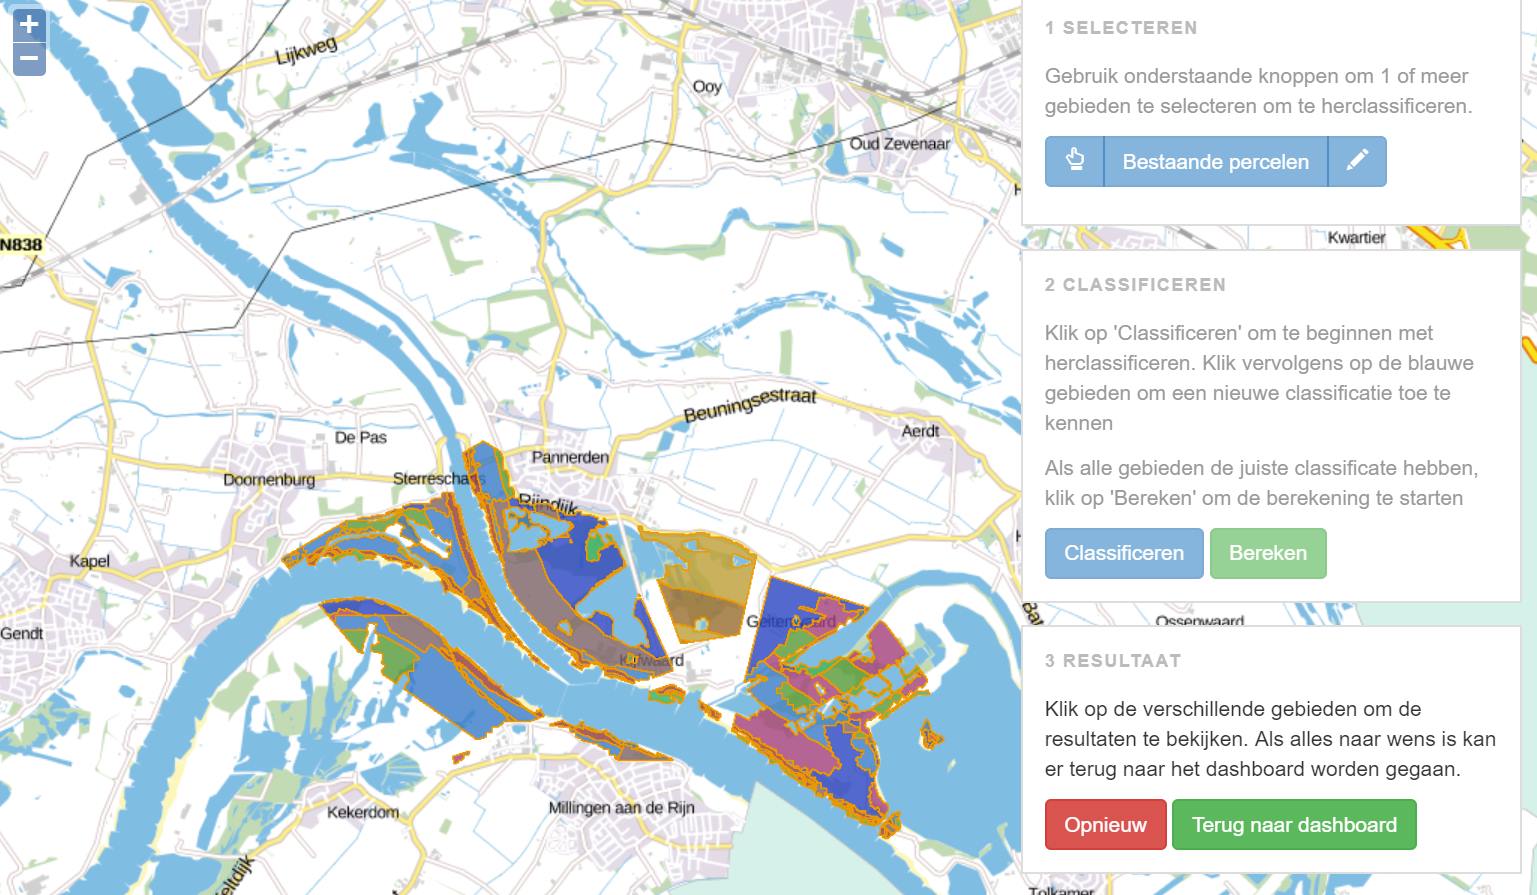 +
−
Lijkweg
Ooy
Oud Zevenaar
N838
Beuningsestraat
Aerdt
De Pas
Pannerden
Doornenburg
Sterreschans
Rijndijk
Kapel
Gendt
Geitenwaard
Kijfwaard
Kekerdom
Millingen aan de Rijn
eltdijk
Kwartier
Bat
Ossenwaard
Tolkamer
1 SELECTEREN
Gebruik onderstaande knoppen om 1 of meer
gebieden te selecteren om te herclassificeren.
Bestaande percelen
2 CLASSIFICEREN
Klik op 'Classificeren' om te beginnen met
herclassificeren. Klik vervolgens op de blauwe
gebieden om een nieuwe classificatie toe te
kennen
Als alle gebieden de juiste classificate hebben,
klik op 'Bereken' om de berekening te starten
Classificeren
Bereken
3 RESULTAAT
Klik op de verschillende gebieden om de
resultaten te bekijken. Als alles naar wens is kan
er terug naar het dashboard worden gegaan.
Opnieuw
Terug naar dashboard